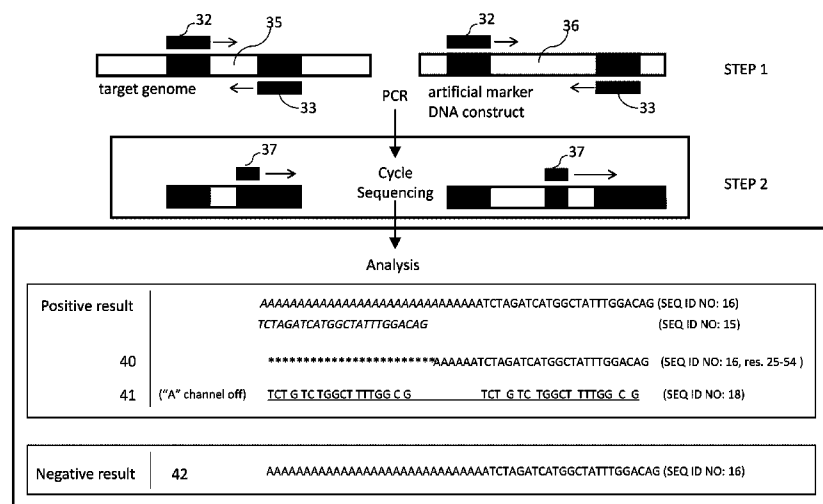 32
35
32
36
target genome
33
PCR
artificial marker
DNA construct
33
STEP 1
37
Cycle
Sequencing
37
STEP 2
Analysis
Positive result
AAAAAAAAAAAAAAAAAAAAAAAAAAAAAATCTAGATCATGGCTATTTGGACAG (SEQ ID NO: 16)
TCTAGATCATGGCTATTTGGACAG (SEQ ID NO: 15)
40 ************************AAAAAATCTAGATCATGGCTATTTGGACAG (SEQ ID NO: 16, res. 25-54 )
41 ("A" channel off) TCT G TC TGGCT TTTGG C G TCT G TC TGGCT TTTGG C G (SEQ ID NO: 18)
Negative result 42 AAAAAAAAAAAAAAAAAAAAAAAAAAAAAATCTAGATCATGGCTATTTGGACAG (SEQ ID NO: 16)